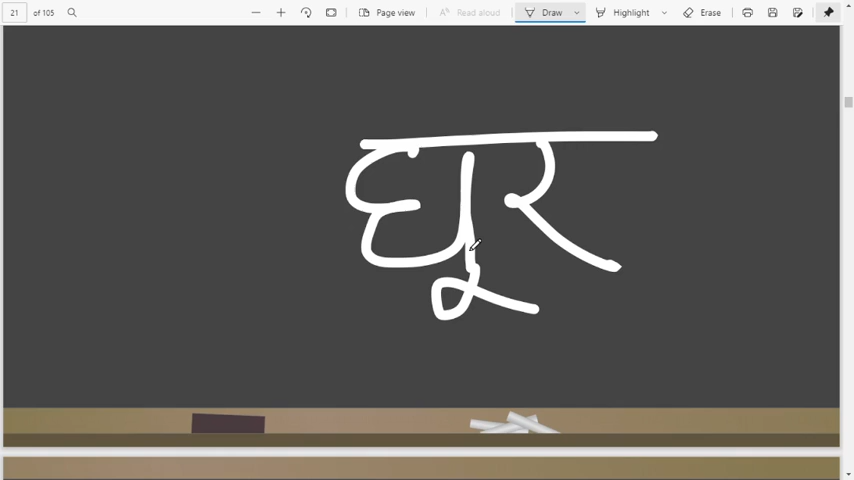 21 of 105 Page view Read aloud Draw Highlight Erase
घूर